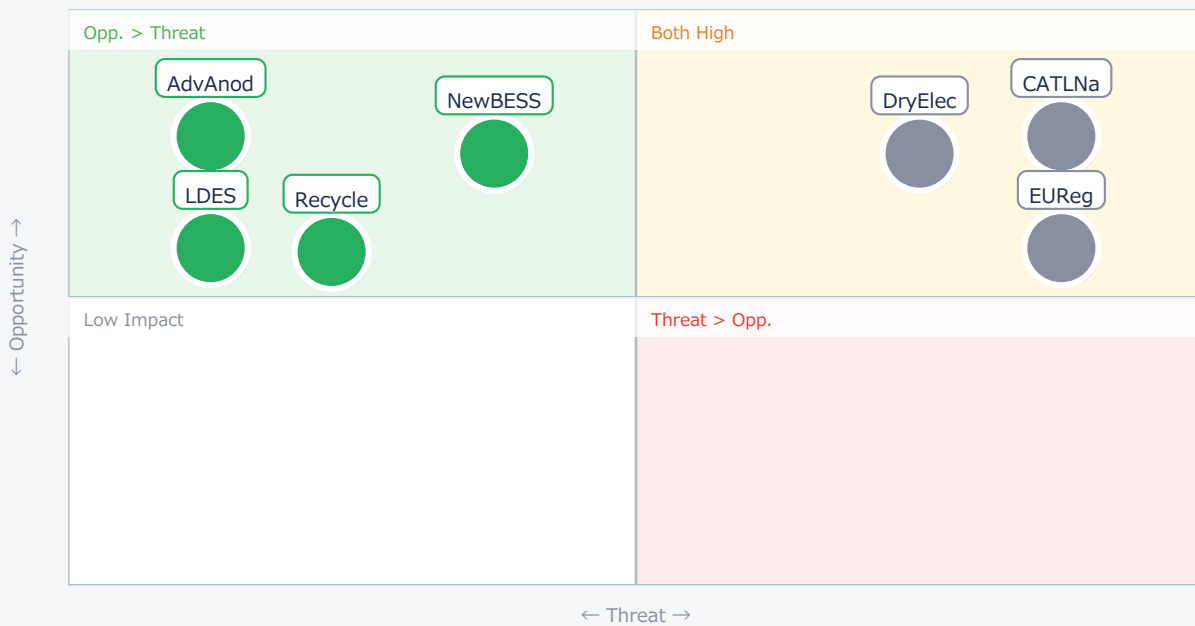 Opp. > Threat
Both High
AdvAnod
NewBESS
DryElec
CATLNa
LDES
Recycle
EUReg
← Opportunity →
Low Impact
Threat > Opp.
← Threat →